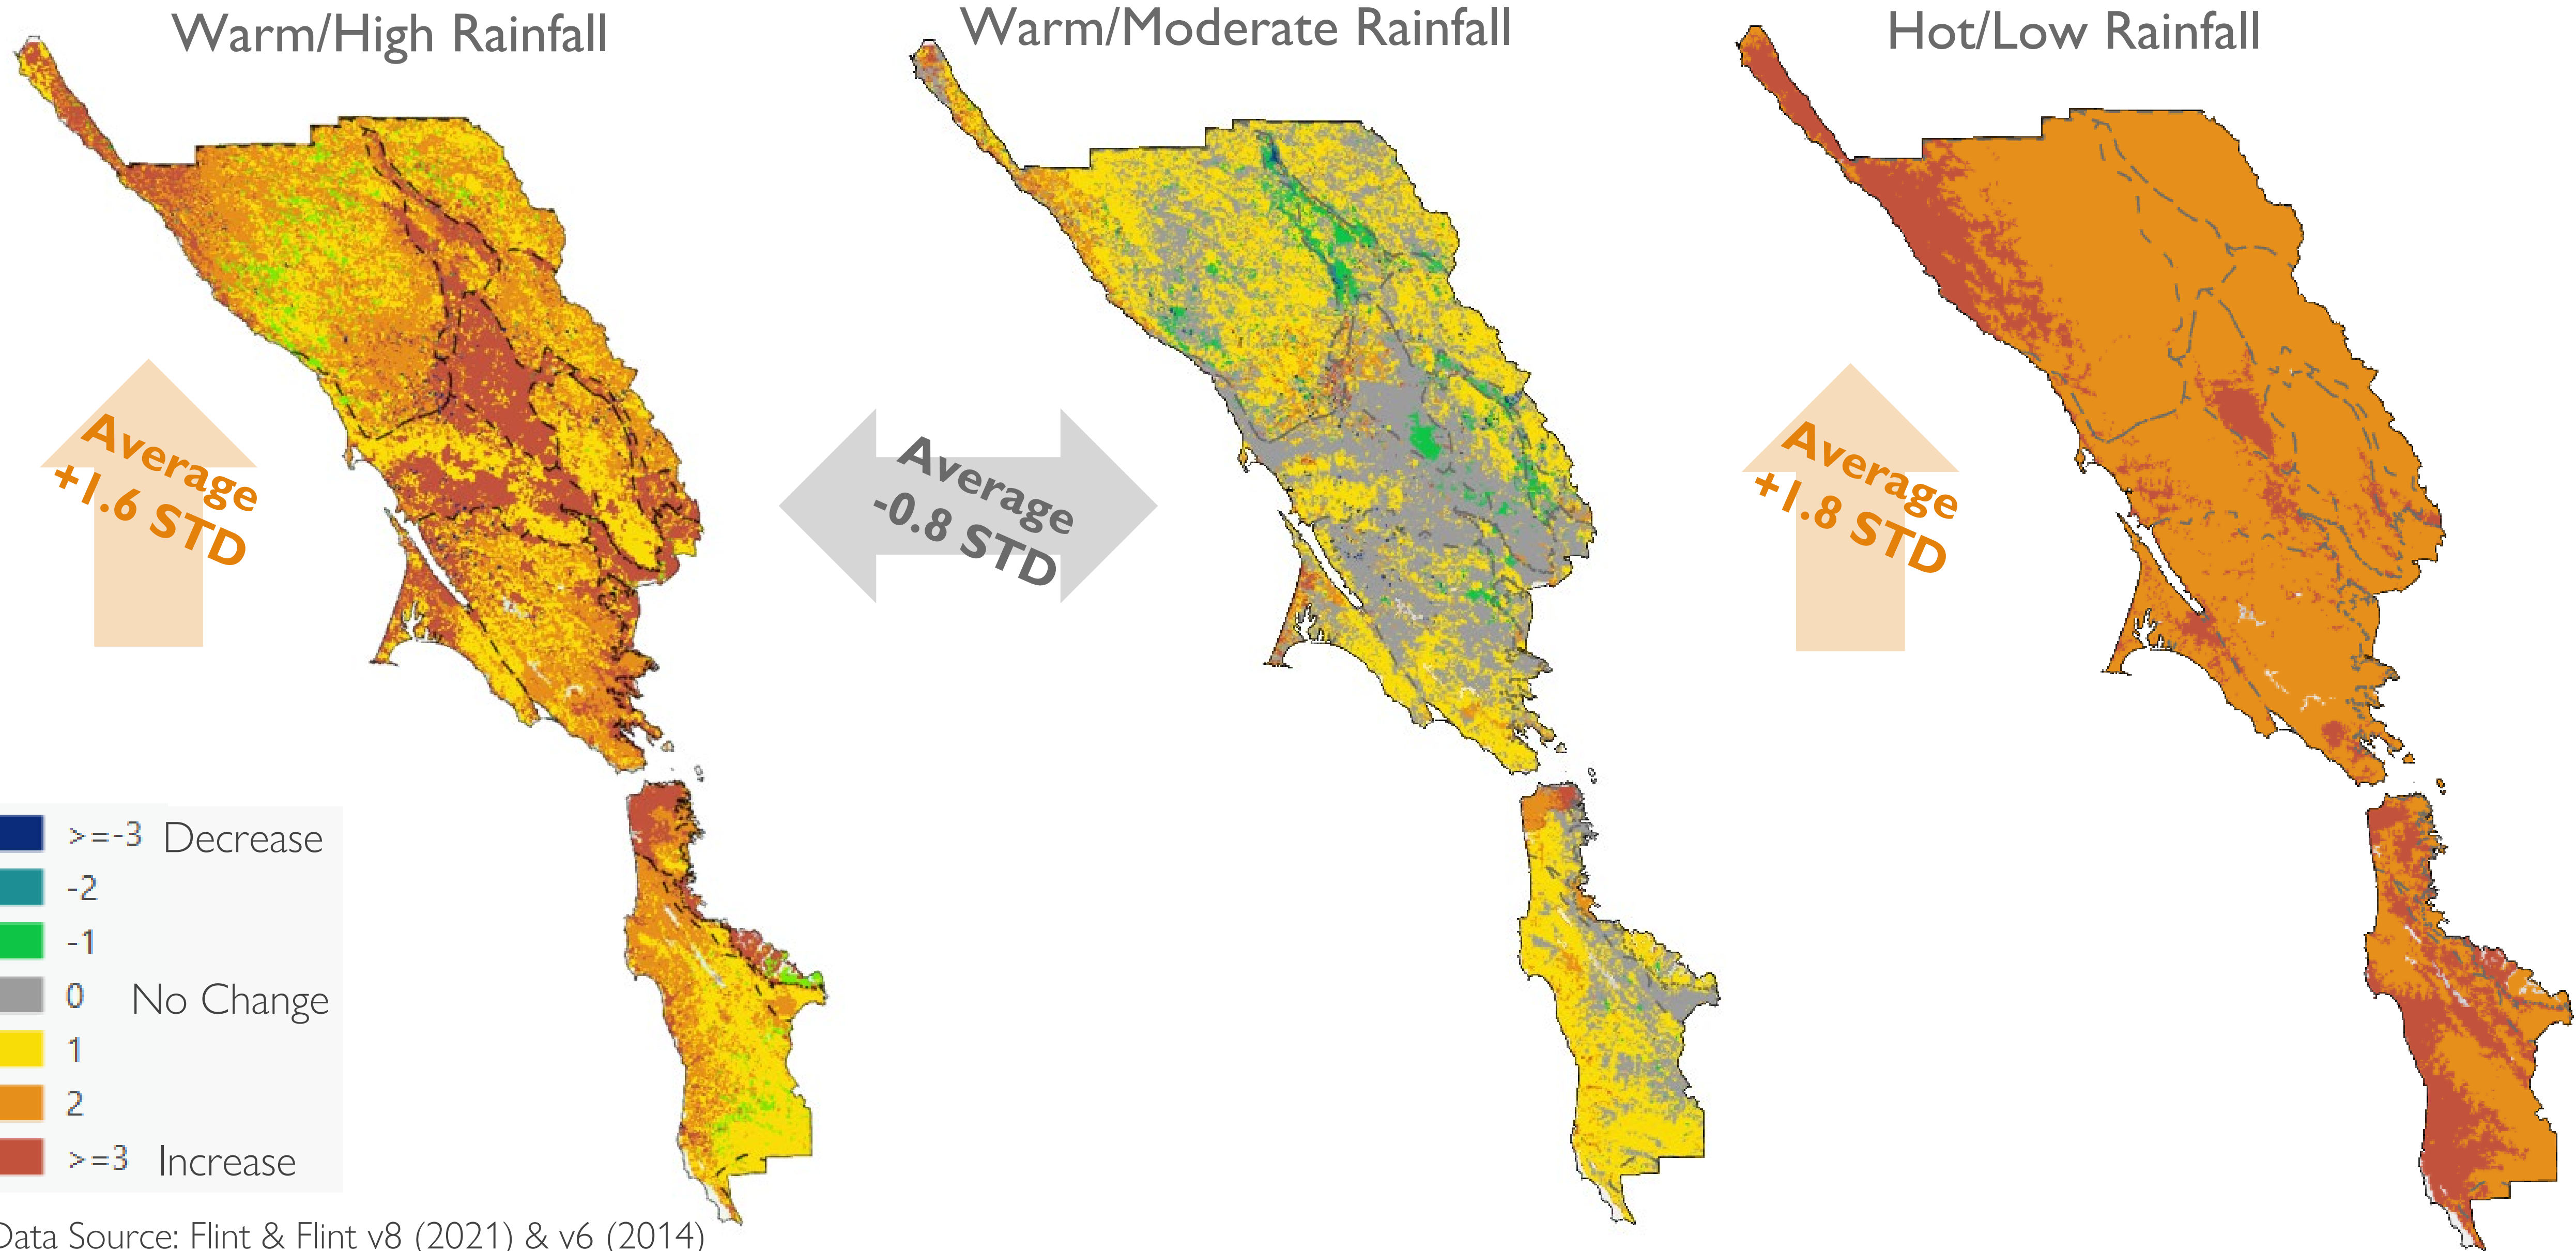 Warm/High Rainfall
Warm/Moderate Rainfall
Hot/Low Rainfall
Average
+1.6 STD
Average
-0.8 STD
Average
+1.8 STD
>=-3 Decrease
-2
-1
0 No Change
1
2
>=3 Increase
Data Source: Flint & Flint v8 (2021) & v6 (2014)